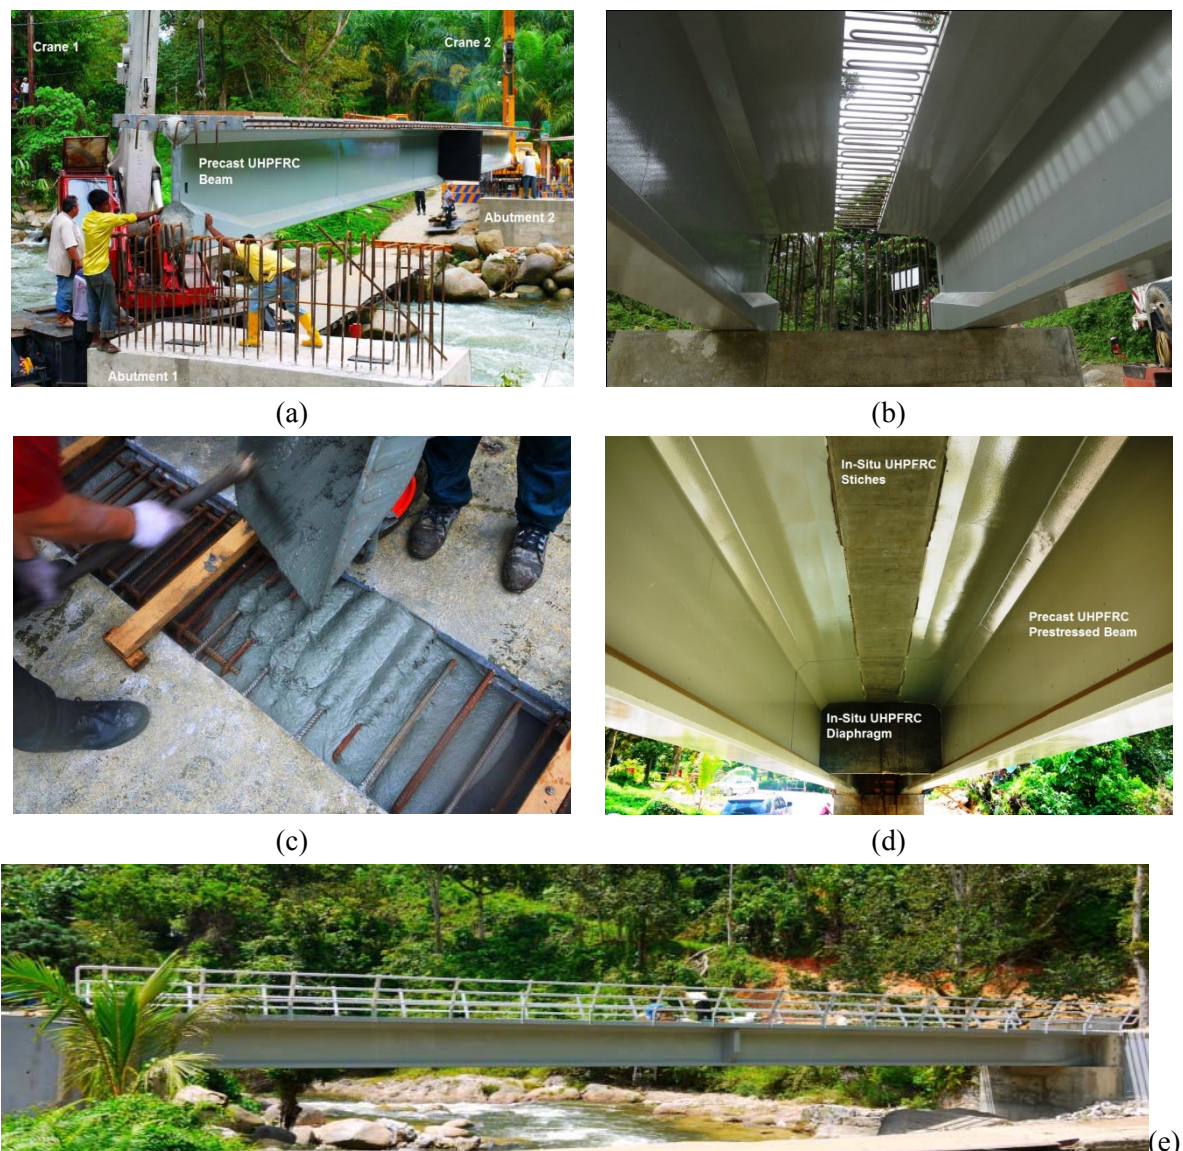 Crane 1
Crane 2
Precast UHPFRC
Beam
Abutment 2
Abutment 1
(a)
(b)
In-Situ UHPFRC
Stiches
Precast UHPFRC
Prestressed Beam
In-Situ UHPFRC
Diaphragm
(c)
(d)
(e)